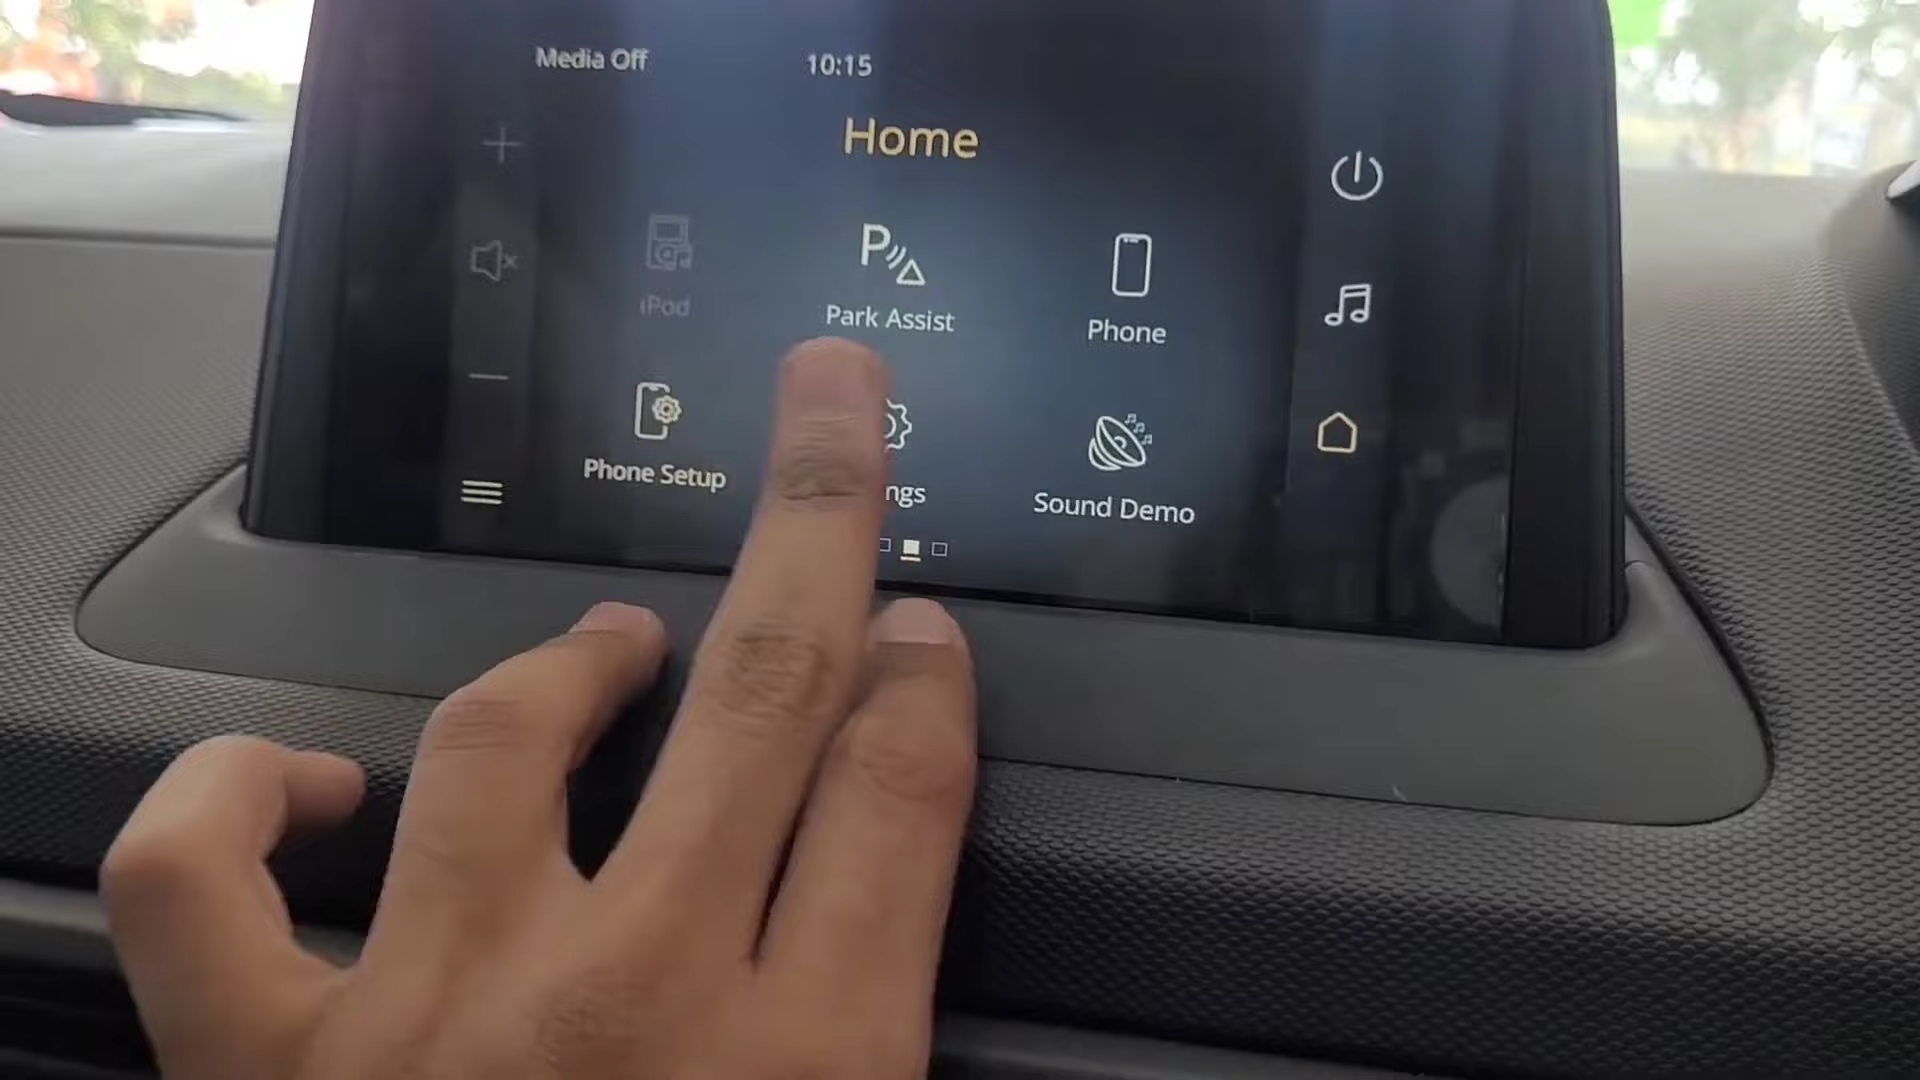 Media Off
10:15
Home
iPod
Park Assist
Phone
Phone Setup
ngs
Sound Demo